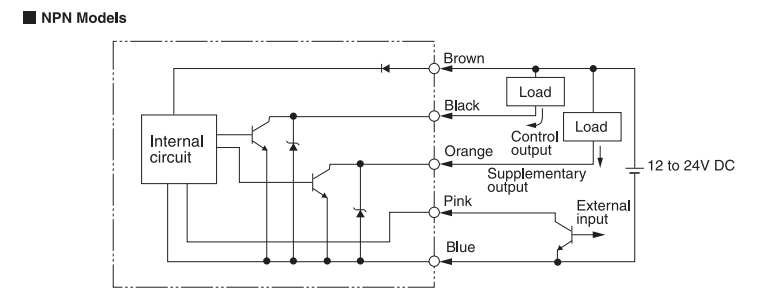 NPN Models
Brown
Load
Black
Load
Control
output
Internal
circuit
Orange
12 to 24V DC
Supplementary
output
Pink
External
input
Blue